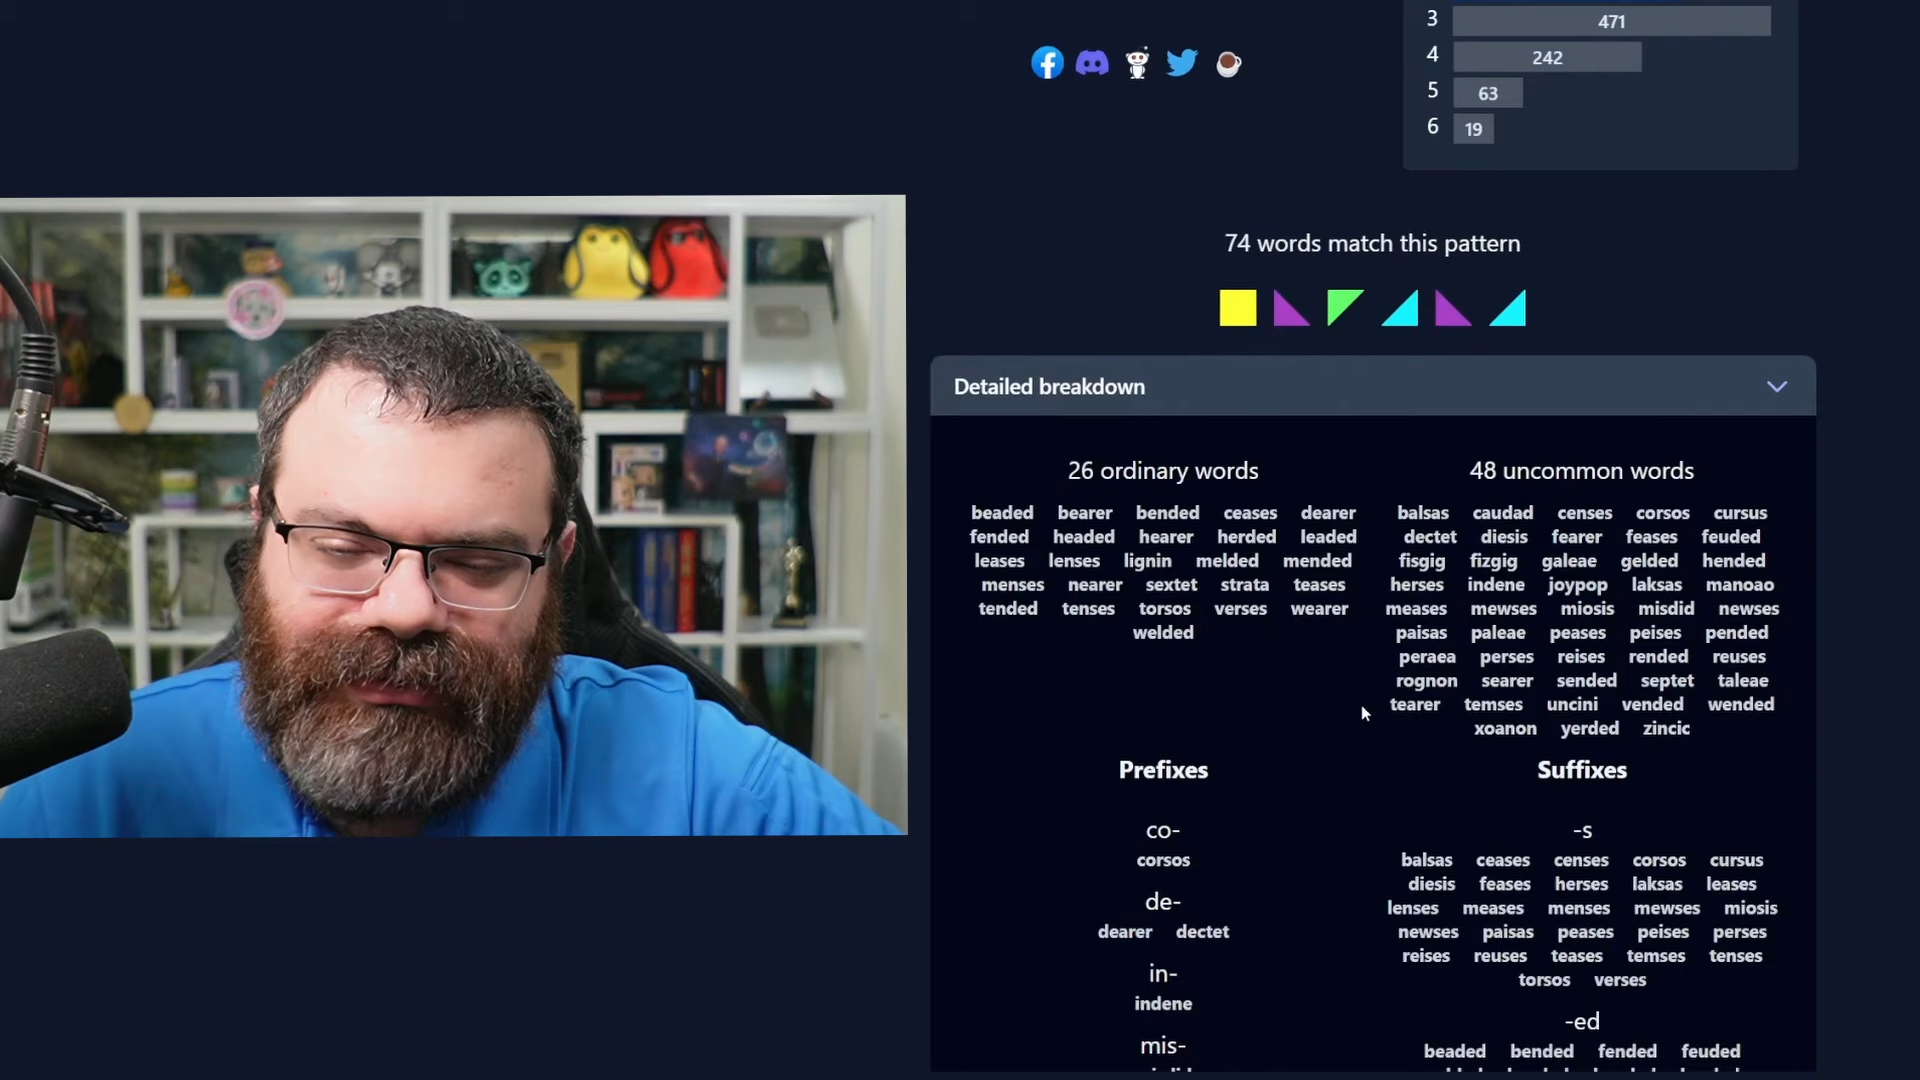 3 471
4 242
5 63
6 19
74 words match this pattern
Detailed breakdown
26 ordinary words
beaded bearer bended ceases dearer
fended headed hearer herded leaded
leases lenses lignin melded mended
menses nearer sextet strata teases
tended tenses torsos verses wearer
welded
48 uncommon words
balsas caudad censes corsos cursus
dectet diesis fearer feases feuded
fisgig fizgig galeae gelded hended
herses indene joypop laksas manoao
meases mewses miosis misdid newses
paisas paleae peases peises pended
peraea perses reises rended reuses
rognon searer sended septet taleae
tearer temses uncini vended wended
xoanon yerded zincic
Prefixes
co-
corsos
de-
dearer dectet
in-
indene
mis-
Suffixes
-s
balsas ceases censes corsos cursus
diesis feases herses laksas leases
lenses meases menses mewses miosis
newses paisas peases peises perses
reises reuses teases temses tenses
torsos verses
-ed
beaded bended fended feuded